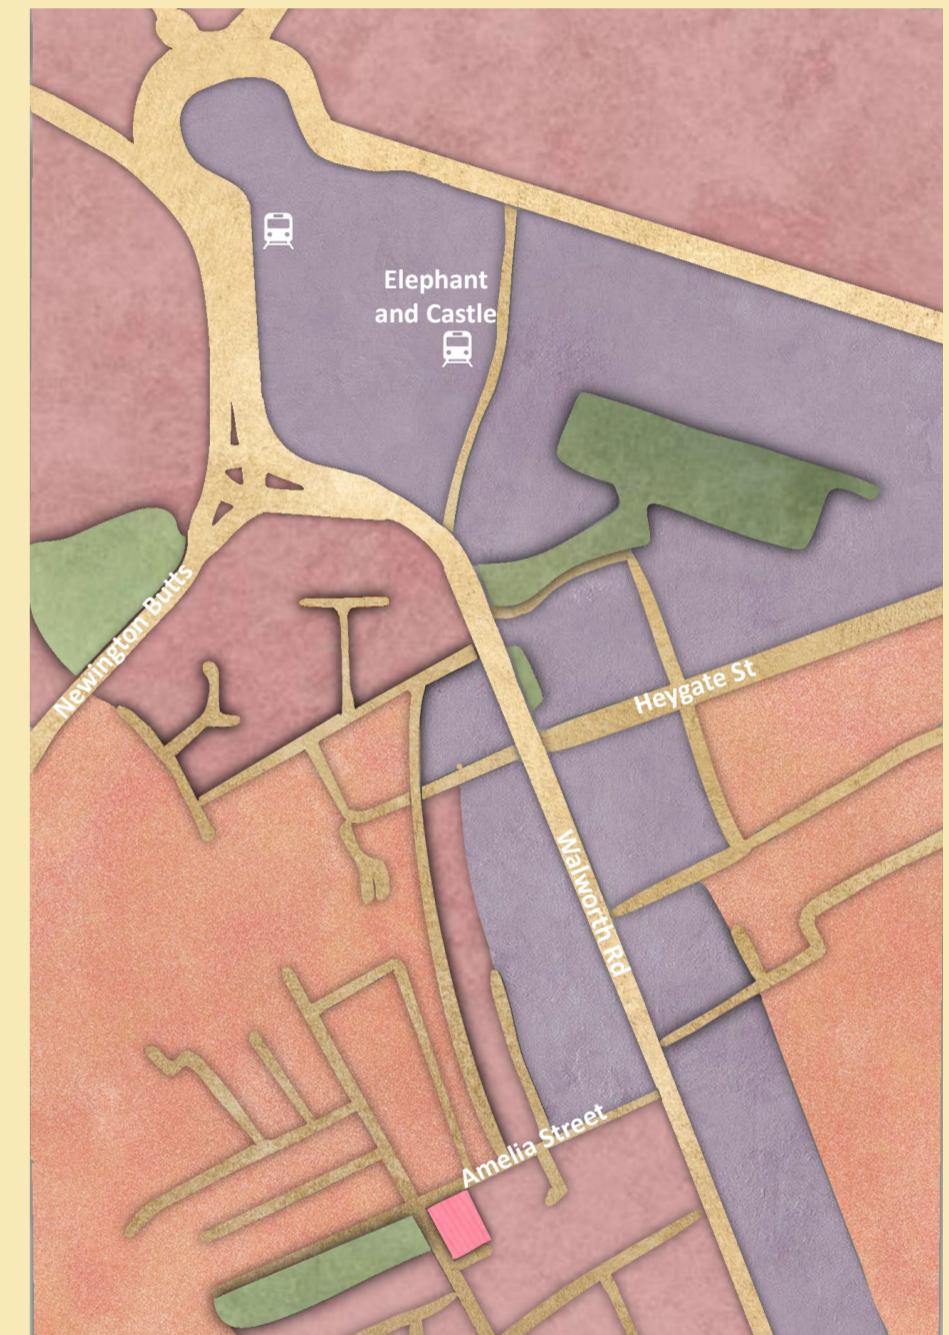 Elephant
and Castle
Newington Butts
Heygate St
Walworth Rd
Amelia Street